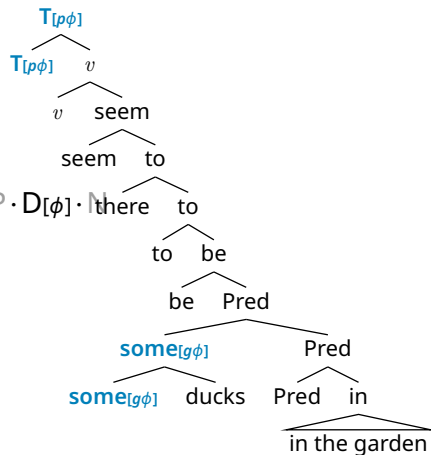 T[pϕ]
T[pϕ] v
v seem
seem to
P · D[ϕ] · N there to
to be
be Pred
some[gϕ] Pred
some[gϕ] ducks Pred in
in the garden